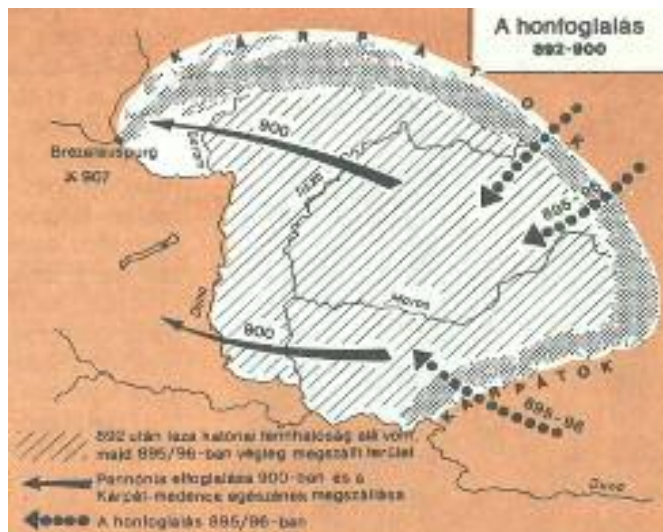 A honfoglalás
892-900
KÁRPÁTOK
900
Brezalauspurg
907
Tisza
895-96
Maros
Duna
900
KÁRPÁTOK
895-96
Duna
892 után laza katonai fennhatóság alá vont,
majd 895/96-ban végleg megszállt terület
Pannónia elfoglalása 900-ban és a
Kárpát-medence egészének megszállása
A honfoglalás 895/96-ban